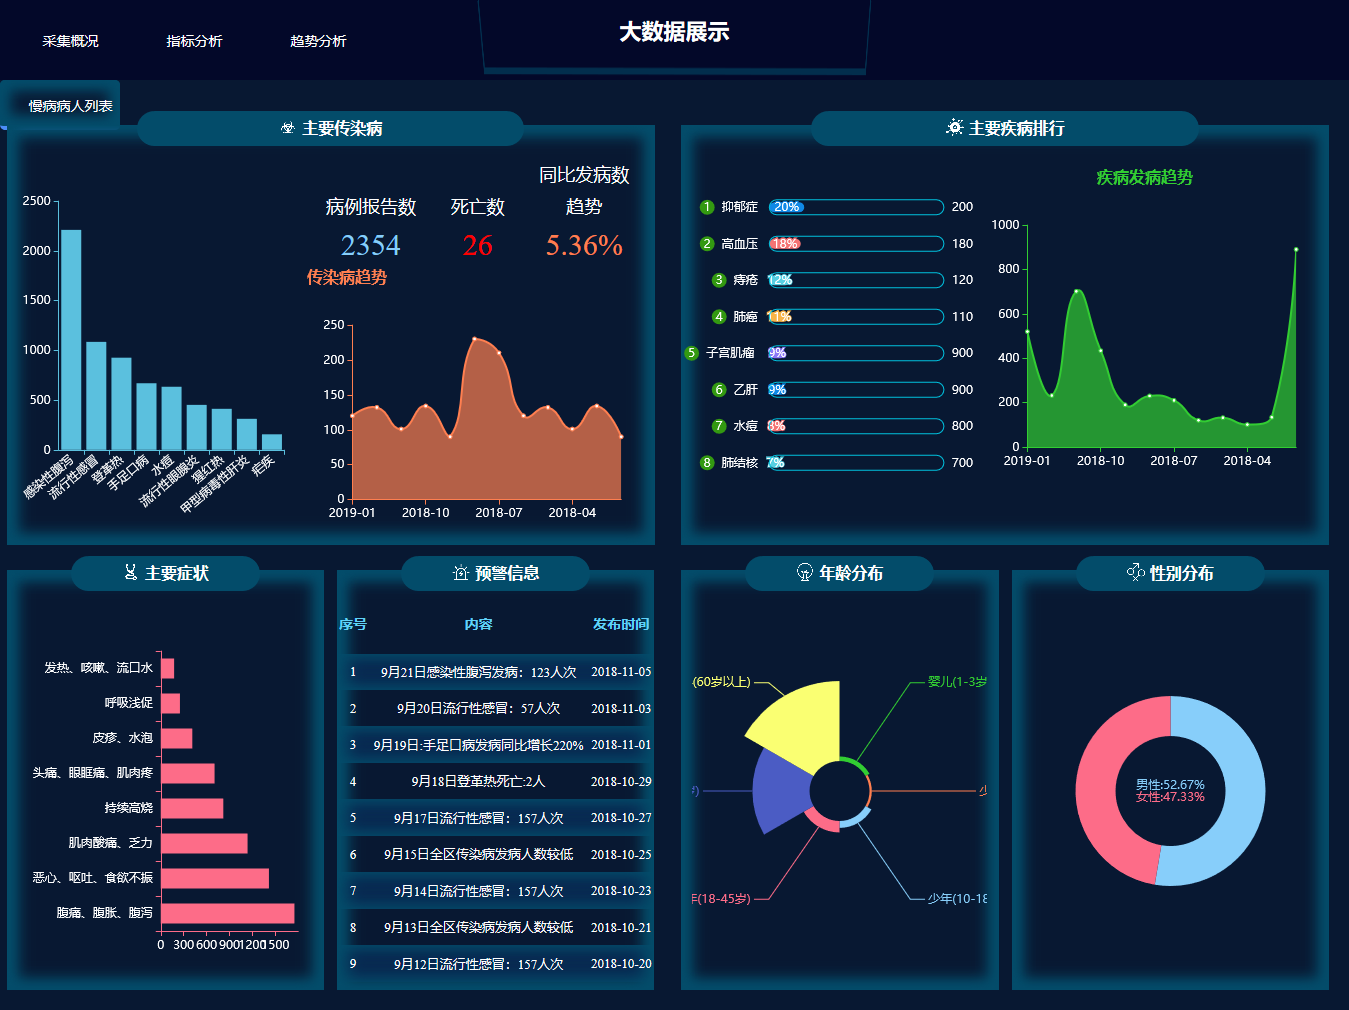 大数据展示
采集概况
指标分析
趋势分析
慢病病人列表
主要传染病
2500
2000
1500
1000
500
0
感染性腹泻
流行性感冒
登革热
手足口病
水痘
流行性眼腺炎
猩红热
甲型病毒性肝炎
疟疾
病例报告数
2354
死亡数
26
同比发病数
趋势
5.36%
传染病趋势
250
200
150
100
50
0
2019-01
2018-10
2018-07
2018-04
主要疾病排行
1 抑郁症 20% 200
2 高血压 18% 180
3 痔疮 12% 120
4 肺癌 11% 110
5 子宫肌瘤 9% 900
6 乙肝 9% 900
7 水痘 8% 800
8 肺结核 7% 700
疾病发病趋势
1000
800
600
400
200
0
2019-01
2018-10
2018-07
2018-04
主要症状
发热、咳嗽、流口水
呼吸浅促
皮疹、水泡
头痛、眼眶痛、肌肉疼
持续高烧
肌肉酸痛、乏力
恶心、呕吐、食欲不振
腹痛、腹胀、腹泻
0 300 600 900 1200 1500
预警信息
序号 内容 发布时间
1 9月21日感染性腹泻发病：123人次 2018-11-05
2 9月20日流行性感冒：57人次 2018-11-03
3 9月19日:手足口病发病同比增长220% 2018-11-01
4 9月18日登革热死亡:2人 2018-10-29
5 9月17日流行性感冒：157人次 2018-10-27
6 9月15日全区传染病发病人数较低 2018-10-25
7 9月14日流行性感冒：157人次 2018-10-23
8 9月13日全区传染病发病人数较低 2018-10-21
9 9月12日流行性感冒：157人次 2018-10-20
年龄分布
(60岁以上)
婴儿(1-3岁
少年(10-18
(18-45岁)
性别分布
男性:52.67%
女性:47.33%